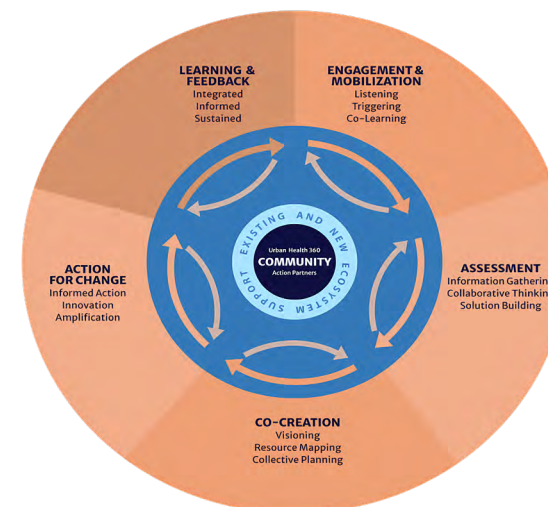 LEARNING &
FEEDBACK
Integrated
Informed
Sustained
ENGAGEMENT &
MOBILIZATION
Listening
Triggering
Co-Learning
EXISTING AND NEW ECOSYSTEM SUPPORT
Urban Health 360
COMMUNITY
Action Partners
ACTION
FOR CHANGE
Informed Action
Innovation
Amplification
ASSESSMENT
Information Gatherin
Collaborative Thinkin
Solution Building
CO-CREATION
Visioning
Resource Mapping
Collective Planning